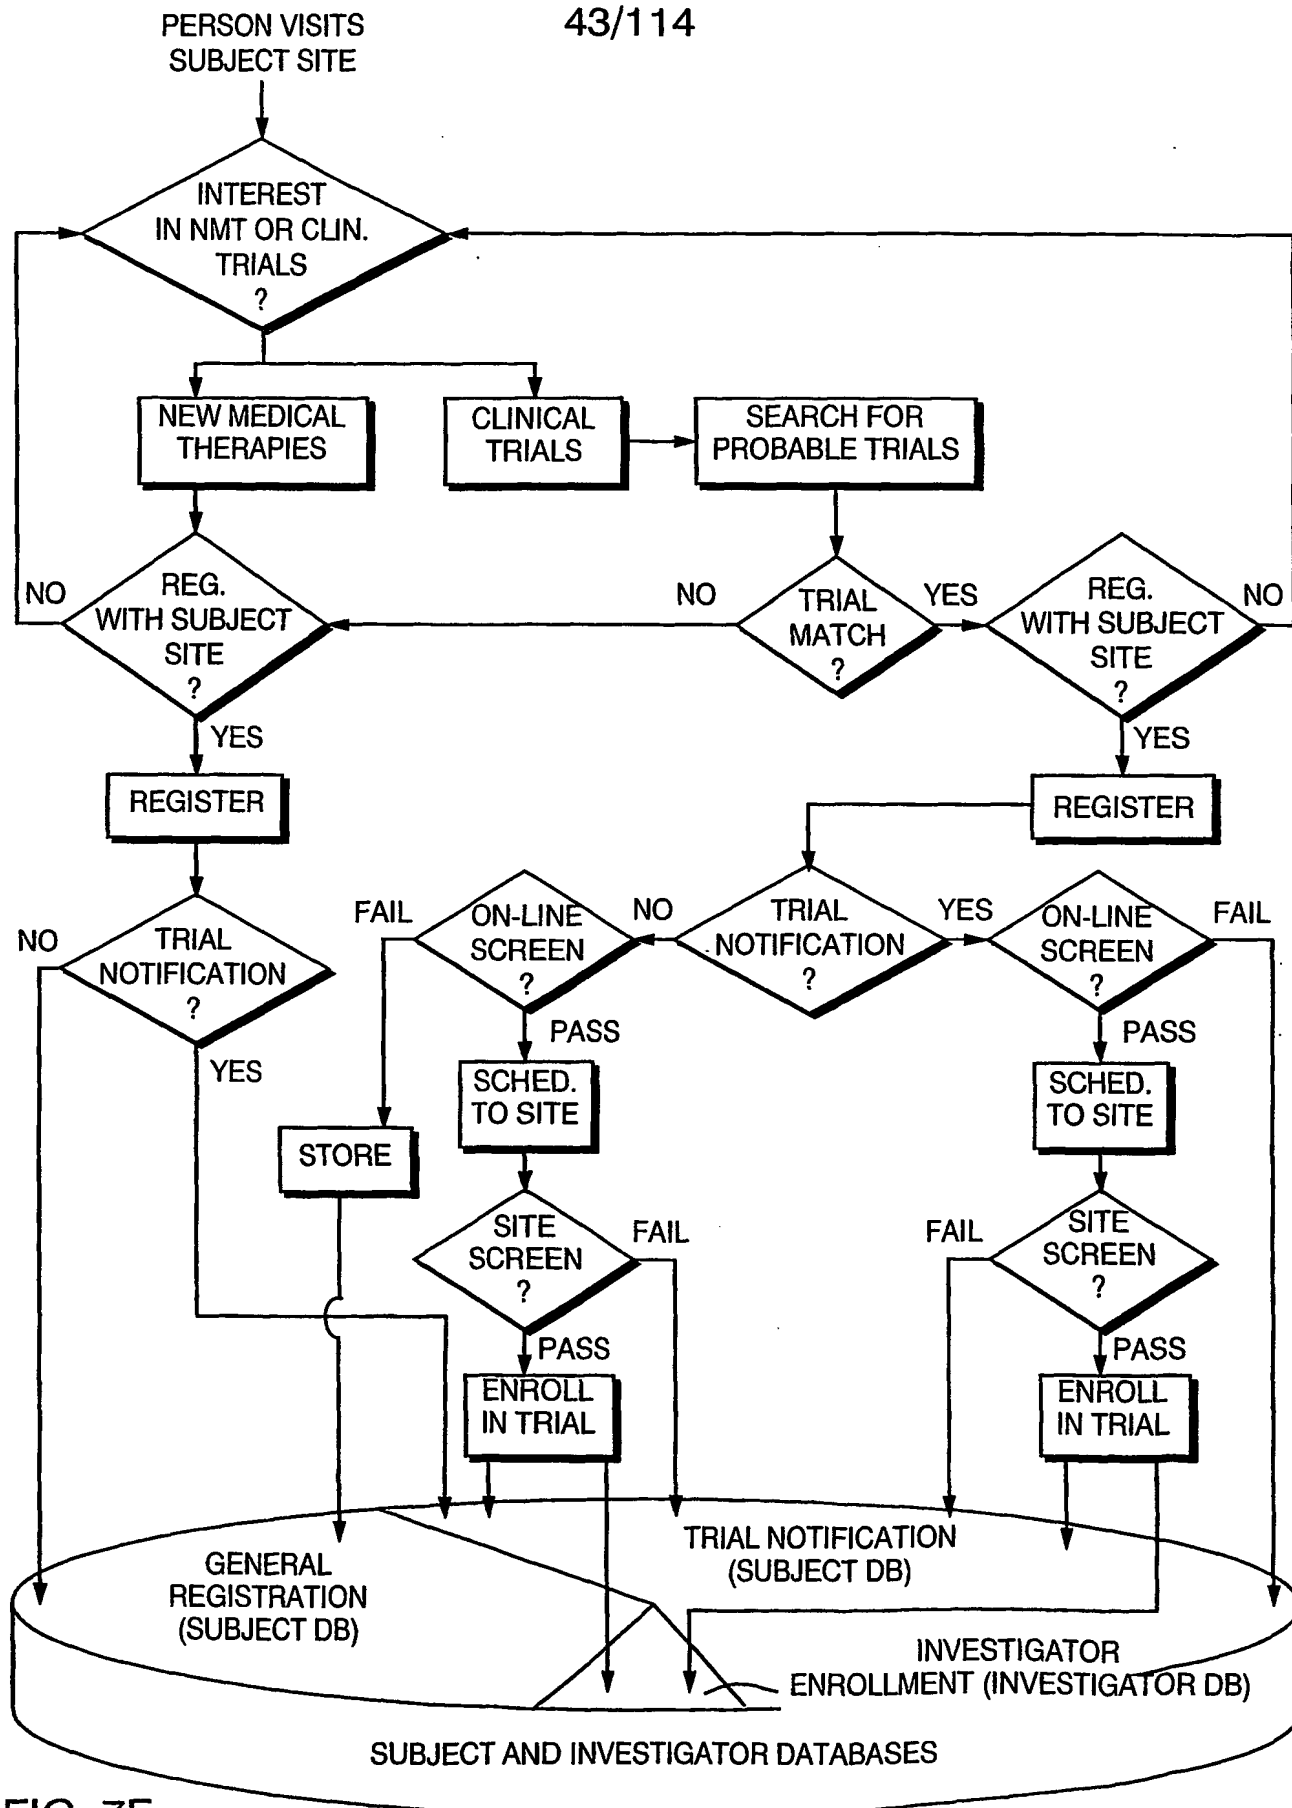 43/114
PERSON VISITS
SUBJECT SITE
INTEREST
IN NMT OR CLIN.
TRIALS
?
NEW MEDICAL
THERAPIES
CLINICAL
TRIALS
SEARCH FOR
PROBABLE TRIALS
NO
REG.
WITH SUBJECT
SITE
?
NO
TRIAL
MATCH
?
YES
REG.
WITH SUBJECT
SITE
?
NO
YES
YES
REGISTER
REGISTER
NO
TRIAL
NOTIFICATION
?
YES
FAIL
ON-LINE
SCREEN
?
NO
TRIAL
NOTIFICATION
?
YES
ON-LINE
SCREEN
?
FAIL
PASS
PASS
STORE
SCHED.
TO SITE
SCHED.
TO SITE
SITE
SCREEN
?
FAIL
FAIL
SITE
SCREEN
?
PASS
PASS
ENROLL
IN TRIAL
ENROLL
IN TRIAL
GENERAL
REGISTRATION
(SUBJECT DB)
TRIAL NOTIFICATION
(SUBJECT DB)
INVESTIGATOR
ENROLLMENT (INVESTIGATOR DB)
SUBJECT AND INVESTIGATOR DATABASES
FIG.